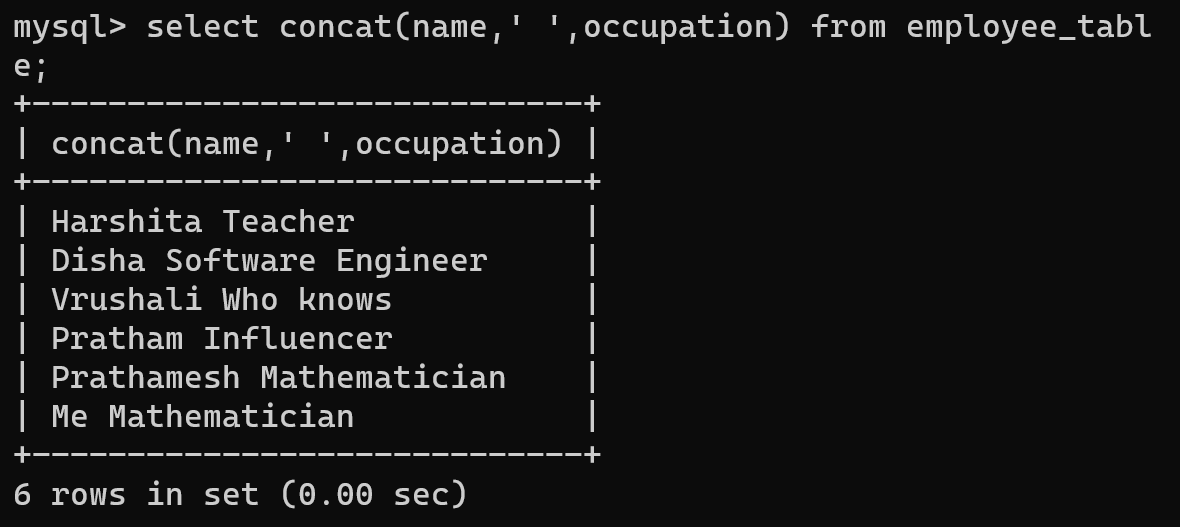 mysql> select concat(name,' ',occupation) from employee_tabl
e;
+-----------------------------+
| concat(name,' ',occupation) |
+-----------------------------+
| Harshita Teacher            |
| Disha Software Engineer     |
| Vrushali Who knows          |
| Pratham Influencer          |
| Prathamesh Mathematician    |
| Me Mathematician            |
+-----------------------------+
6 rows in set (0.00 sec)